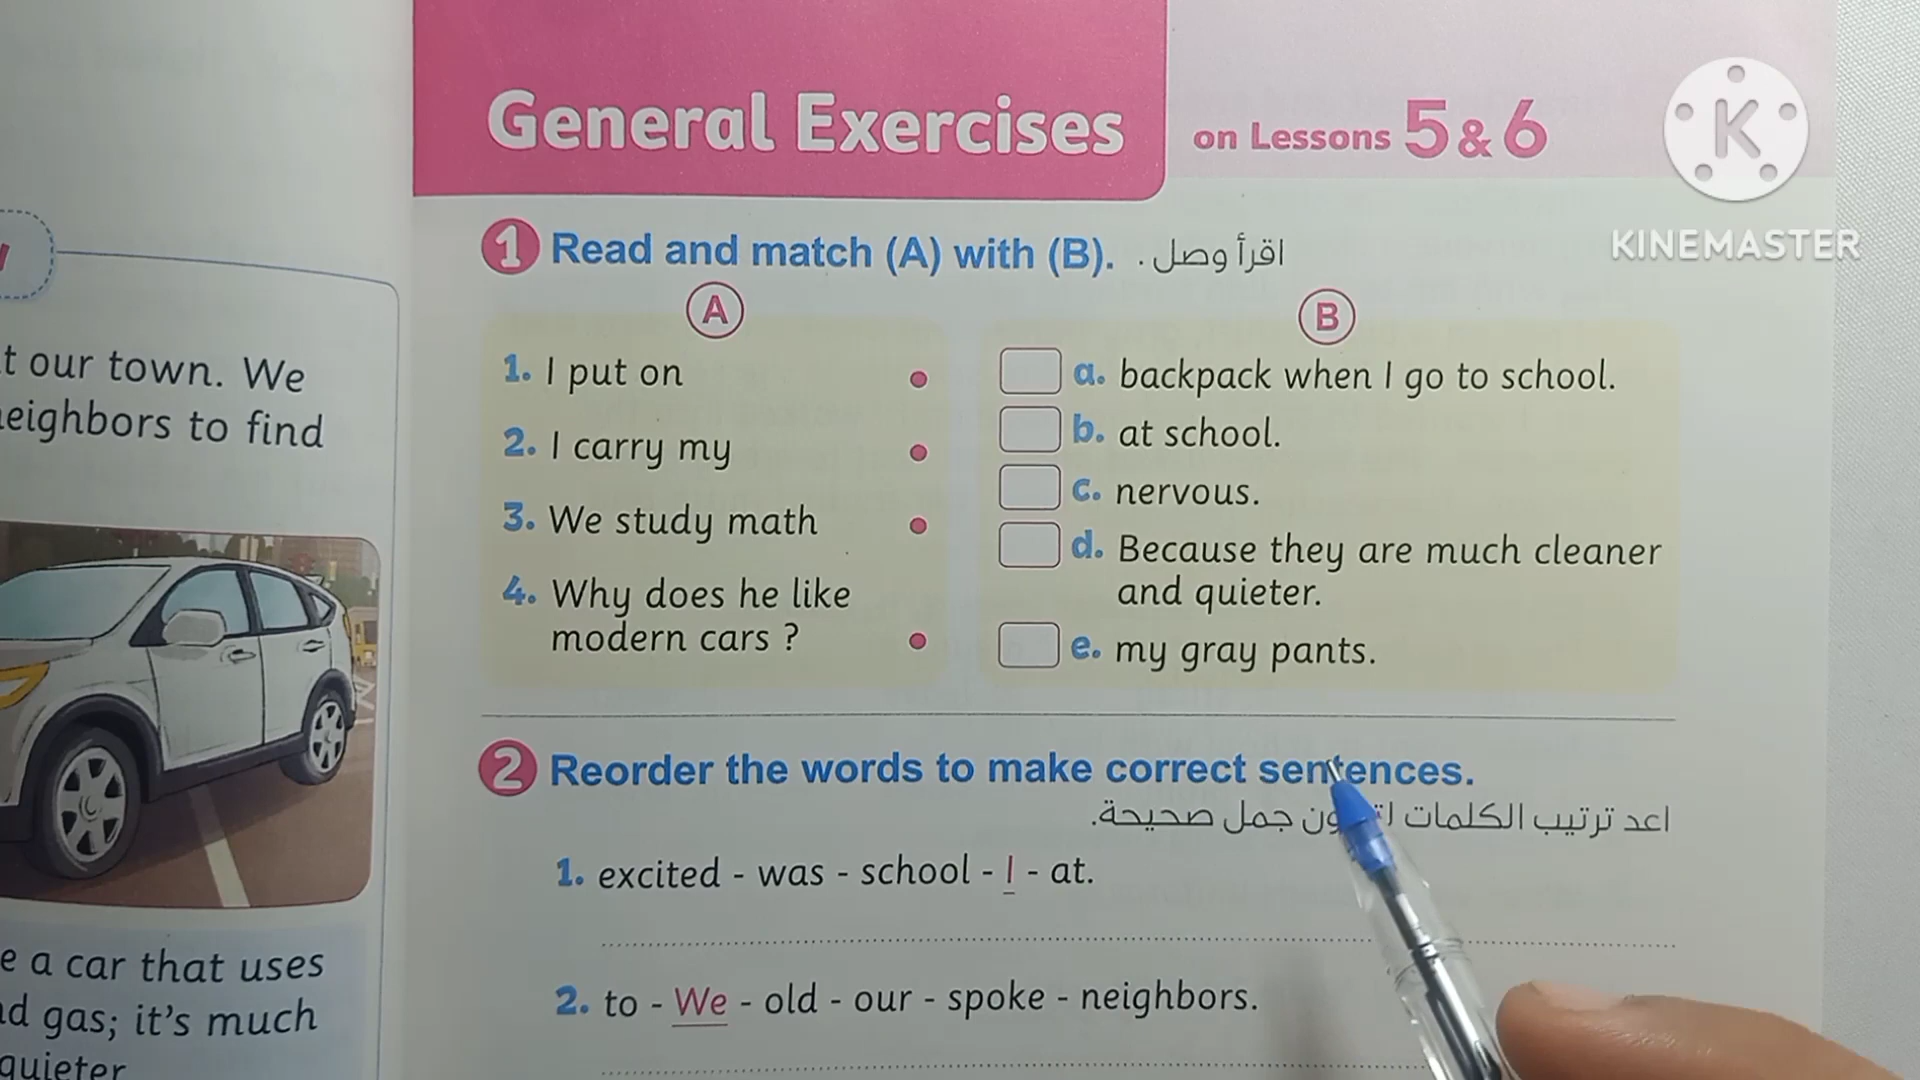 General Exercises on Lessons 5 & 6
K
KINEMASTER
1 Read and match (A) with (B). اقرأ وصل .
A
B
1. I put on
2. I carry my
3. We study math
4. Why does he like
modern cars ?
a. backpack when I go to school.
b. at school.
c. nervous.
d. Because they are much cleaner
and quieter.
e. my gray pants.
2 Reorder the words to make correct sentences.
اعد ترتيب الكلمات جمل صحيحة.
1. excited - was - school - I - at.
2. to - We - old - our - spoke - neighbors.
our town. We
neighbors to find
a car that uses
gas; it's much
quieter